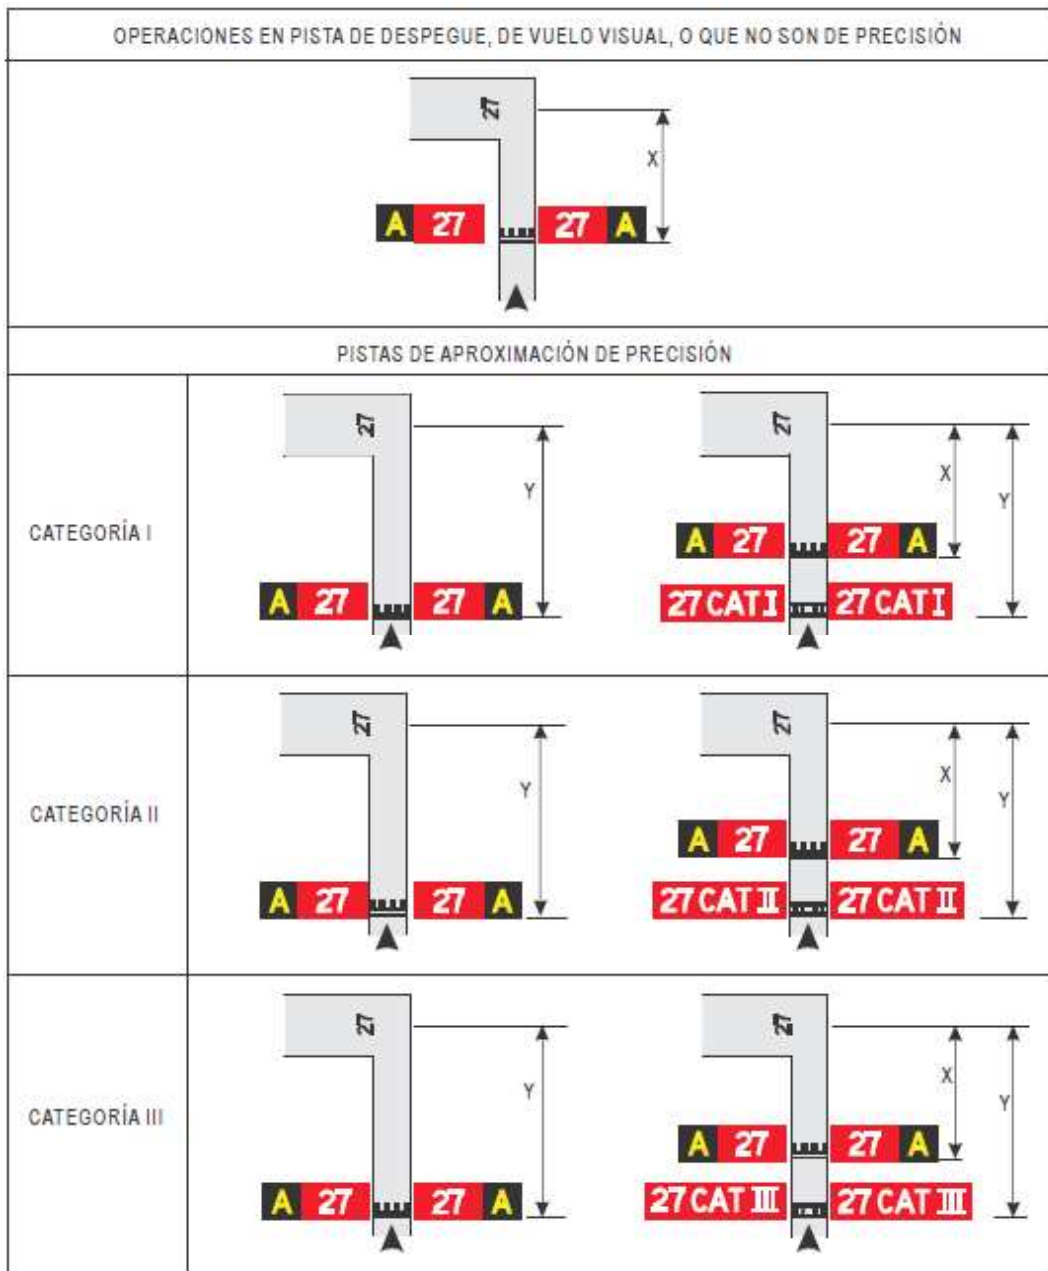 OPERACIONES EN PISTA DE DESPEGUE, DE VUELO VISUAL, O QUE NO SON DE PRECISIÓN
27
X
A 27 27 A
PISTAS DE APROXIMACIÓN DE PRECISIÓN
CATEGORÍA I
27
Y
A 27 27 A
27
X
Y
A 27 27 A
27 CAT I 27 CAT I
CATEGORÍA II
27
Y
A 27 27 A
27
X
Y
A 27 27 A
27 CAT II 27 CAT II
CATEGORÍA III
27
Y
A 27 27 A
27
X
Y
A 27 27 A
27 CAT III 27 CAT III